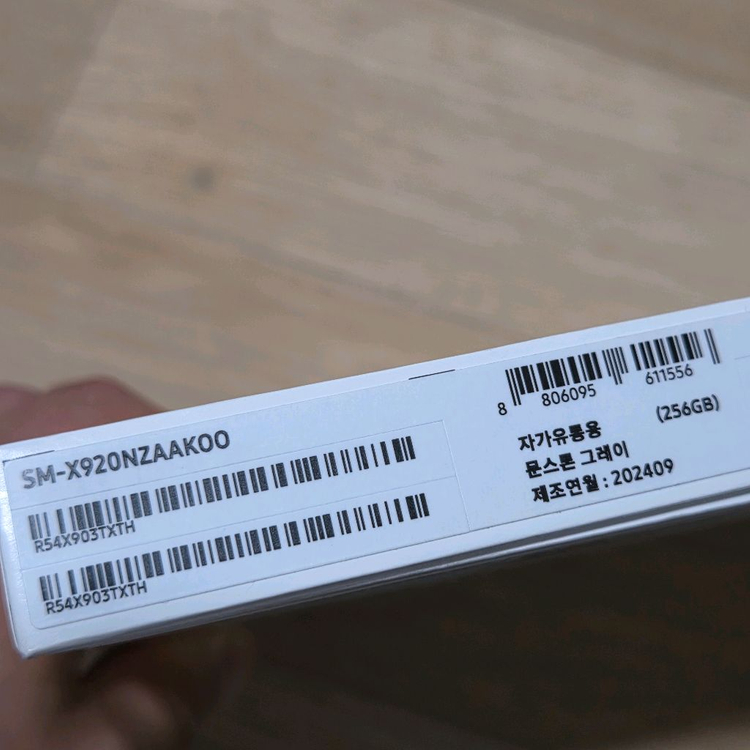 SM-X920NZAAKOO
R54X903TXTH
R54X903TXTH
8 806095 611556
자가유통용 (256GB)
문스톤 그레이
제조연월 : 202409